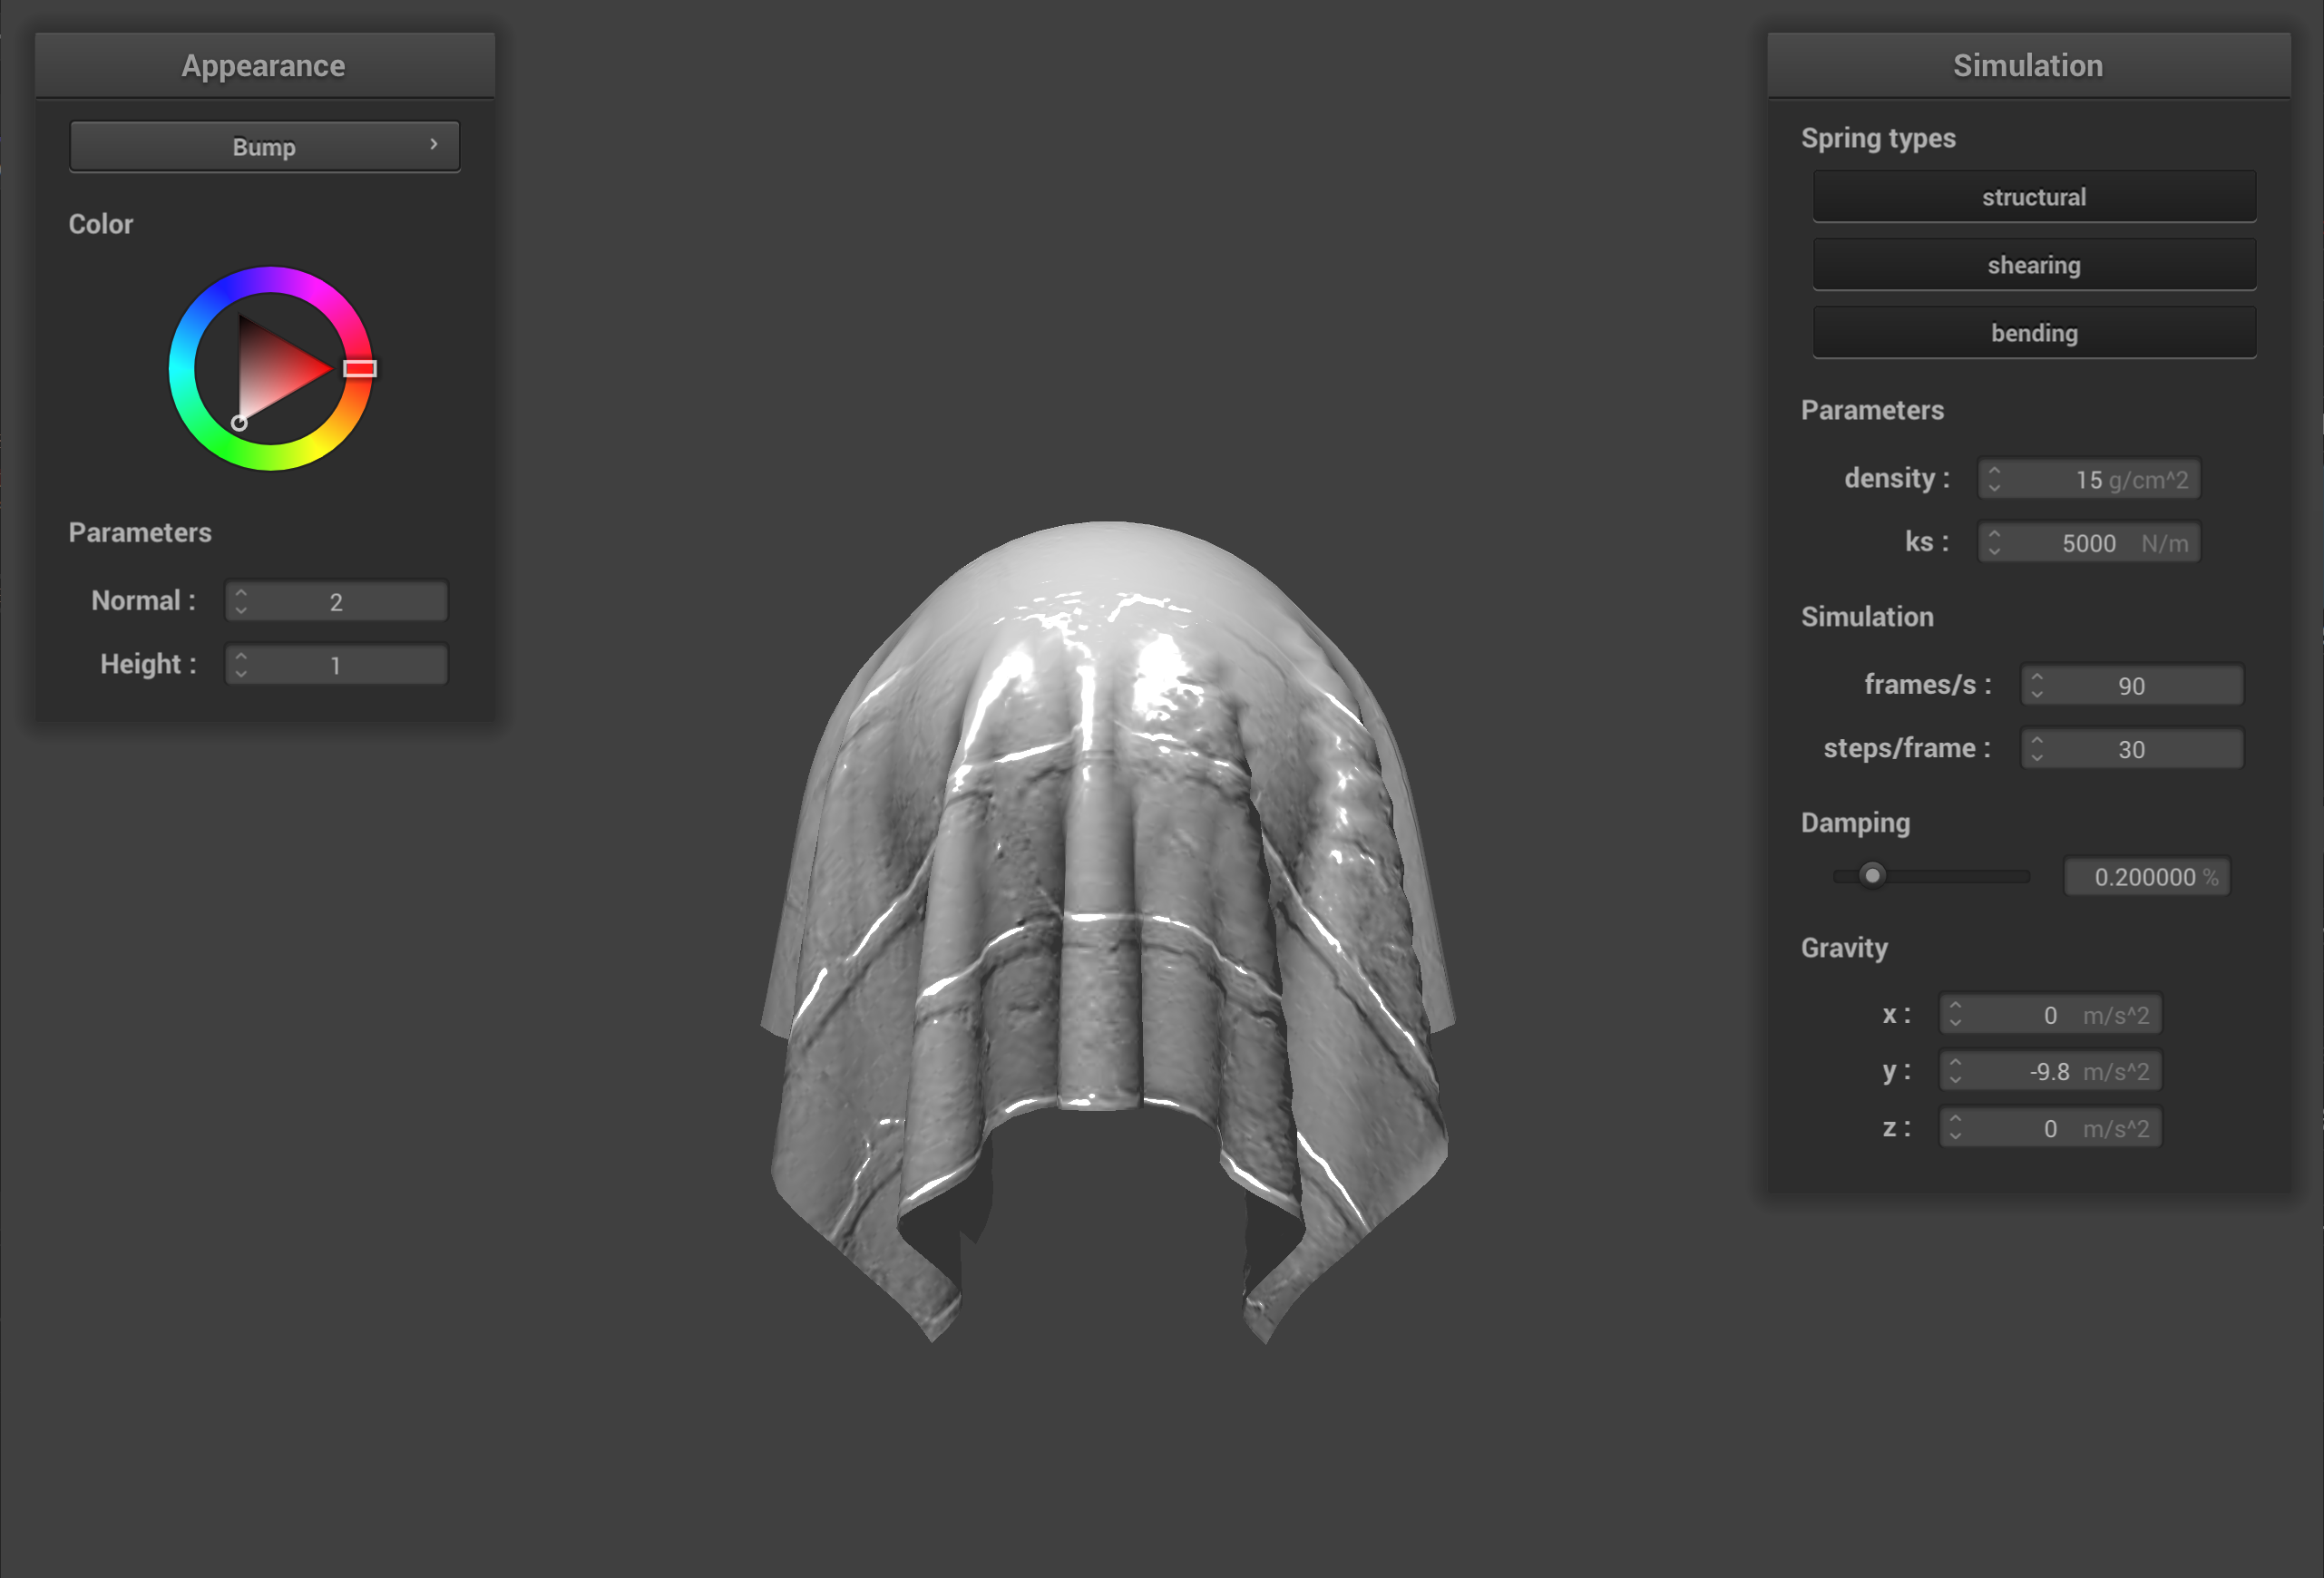 Appearance
Bump
Color
Parameters
Normal : 2
Height : 1
Simulation
Spring types
structural
shearing
bending
Parameters
density : 15 g/cm^2
ks : 5000 N/m
Simulation
frames/s : 90
steps/frame : 30
Damping
0.200000 %
Gravity
x : 0 m/s^2
y : -9.8 m/s^2
z : 0 m/s^2